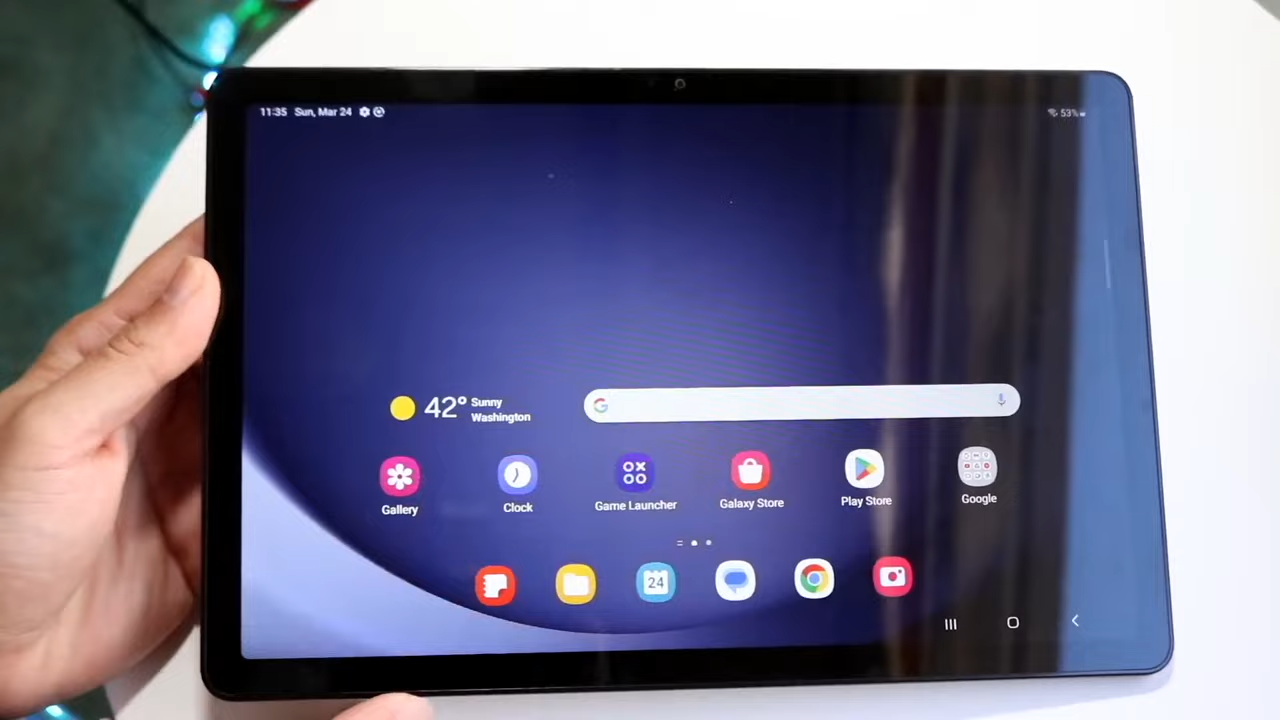 11:35 Sun, Mar 24
53%
42° Sunny
Washington
Gallery
Clock
Game Launcher
Galaxy Store
Play Store
Google
24